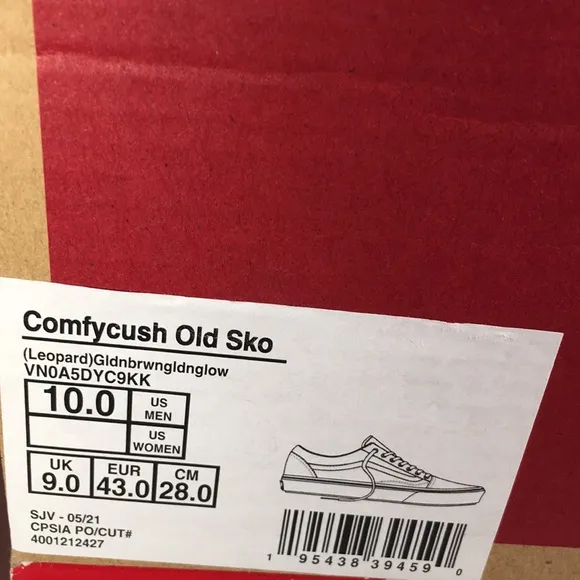 Comfycush Old Sko
(Leopard)Gldnbrwngldnglow
VN0A5DYC9KK
10.0 US MEN
US WOMEN
UK EUR CM
9.0 43.0 28.0
SJV - 05/21
CPSIA PO/CUT#
4001212427
1 95438 39459 0